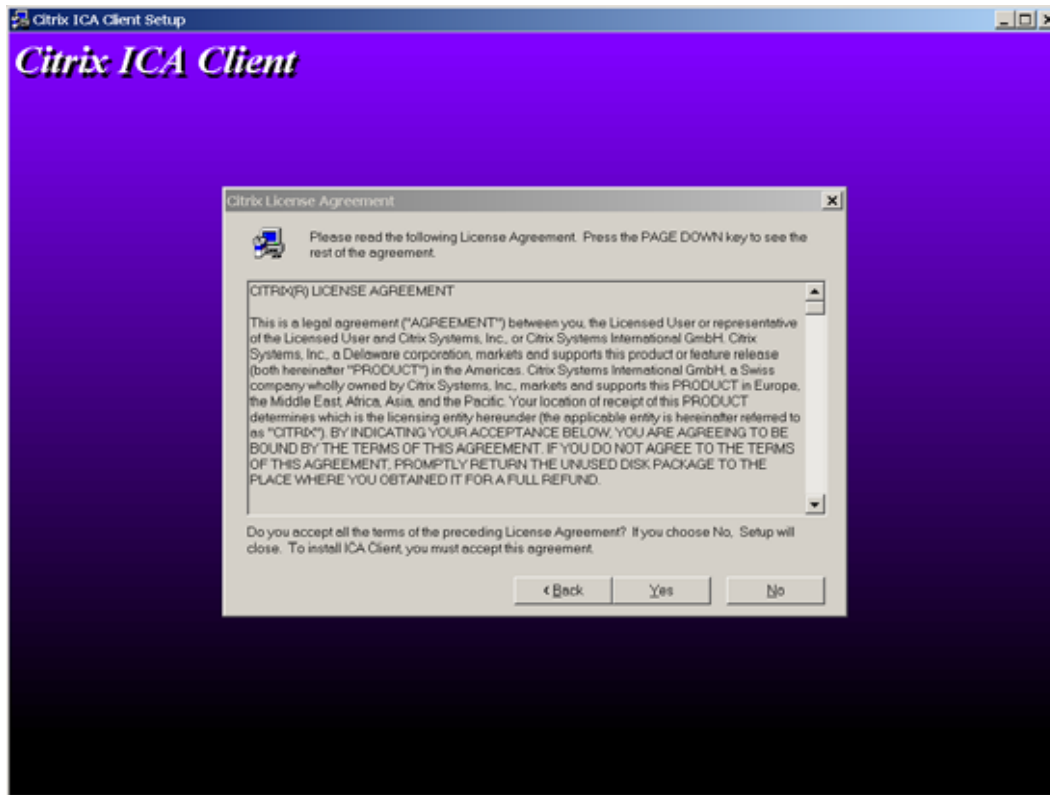 Citrix ICA Client Setup
Citrix ICA Client
Citrix License Agreement
Please read the following License Agreement. Press the PAGE DOWN key to see the
rest of the agreement.
CITRIX(R) LICENSE AGREEMENT
This is a legal agreement ("AGREEMENT") between you, the Licensed User or representative
of the Licensed User and Citrix Systems, Inc., or Citrix Systems International GmbH. Citrix
Systems, Inc., a Delaware corporation, markets and supports this product or feature release
(both hereinafter "PRODUCT") in the Americas. Citrix Systems International GmbH, a Swiss
company wholly owned by Citrix Systems, Inc., markets and supports this PRODUCT in Europe,
the Middle East, Africa, Asia, and the Pacific. Your location of receipt of this PRODUCT
determines which is the licensing entity hereunder (the applicable entity is hereinafter referred to
as "CITRIX"). BY INDICATING YOUR ACCEPTANCE BELOW, YOU ARE AGREEING TO BE
BOUND BY THE TERMS OF THIS AGREEMENT. IF YOU DO NOT AGREE TO THE TERMS
OF THIS AGREEMENT, PROMPTLY RETURN THE UNUSED DISK PACKAGE TO THE
PLACE WHERE YOU OBTAINED IT FOR A FULL REFUND.
Do you accept all the terms of the preceding License Agreement? If you choose No, Setup will
close. To install ICA Client, you must accept this agreement.
< Back Yes No